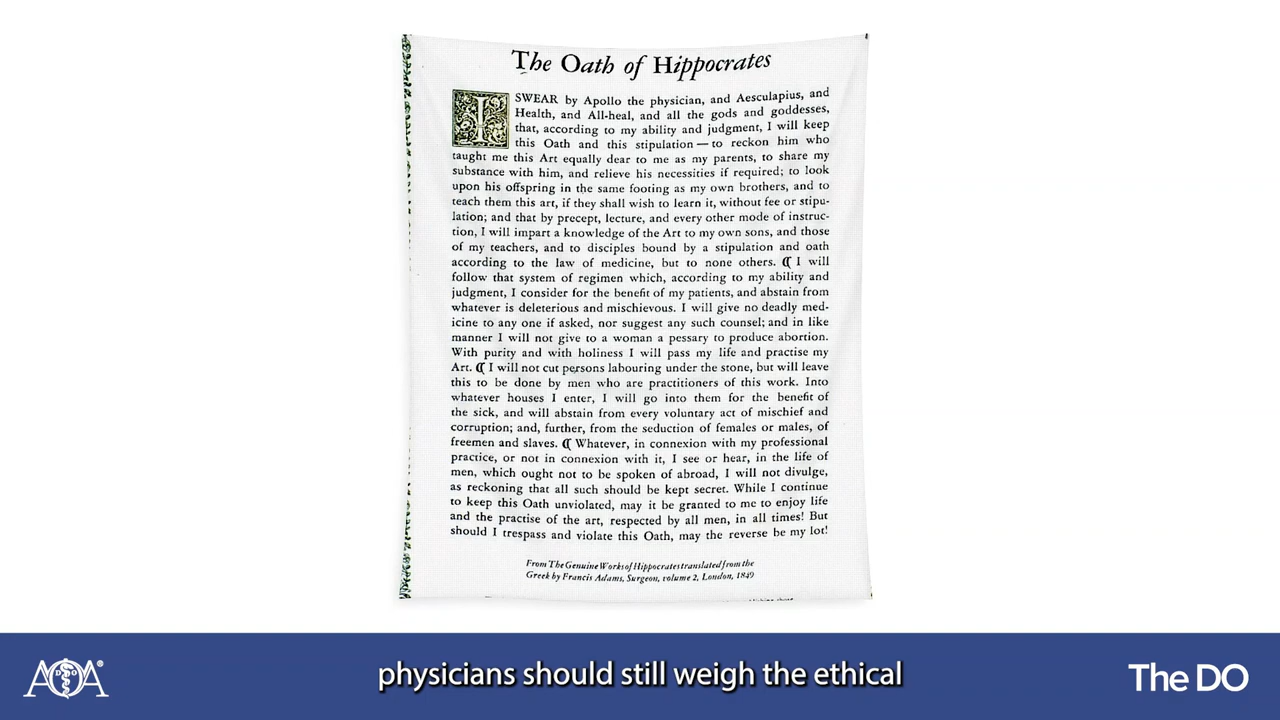 The Oath of Hippocrates
I SWEAR by Apollo the physician, and Aesculapius, and
Health, and All-heal, and all the gods and goddesses,
that, according to my ability and judgment, I will keep
this Oath and this stipulation — to reckon him who
taught me this Art equally dear to me as my parents, to share my
substance with him, and relieve his necessities if required; to look
upon his offspring in the same footing as my own brothers, and to
teach them this art, if they shall wish to learn it, without fee or stipu-
lation; and that by precept, lecture, and every other mode of instruc-
tion, I will impart a knowledge of the Art to my own sons, and those
of my teachers, and to disciples bound by a stipulation and oath
according to the law of medicine, but to none others. ⁋ I will
follow that system of regimen which, according to my ability and
judgment, I consider for the benefit of my patients, and abstain from
whatever is deleterious and mischievous. I will give no deadly med-
icine to any one if asked, nor suggest any such counsel; and in like
manner I will not give to a woman a pessary to produce abortion.
With purity and with holiness I will pass my life and practise my
Art. ⁋ I will not cut persons labouring under the stone, but will leave
this to be done by men who are practitioners of this work. Into
whatever houses I enter, I will go into them for the benefit of
the sick, and will abstain from every voluntary act of mischief and
corruption; and, further, from the seduction of females or males, of
freemen and slaves. ⁋ Whatever, in connexion with my professional
practice, or not in connexion with it, I see or hear, in the life of
men, which ought not to be spoken of abroad, I will not divulge,
as reckoning that all such should be kept secret. While I continue
to keep this Oath unviolated, may it be granted to me to enjoy life
and the practise of the art, respected by all men, in all times! But
should I trespass and violate this Oath, may the reverse be my lot!
From The Genuine Works of Hippocrates translated from the
Greek by Francis Adams, Surgeon, volume 2, London, 1849
physicians should still weigh the ethical
AOA®
DO
The DO